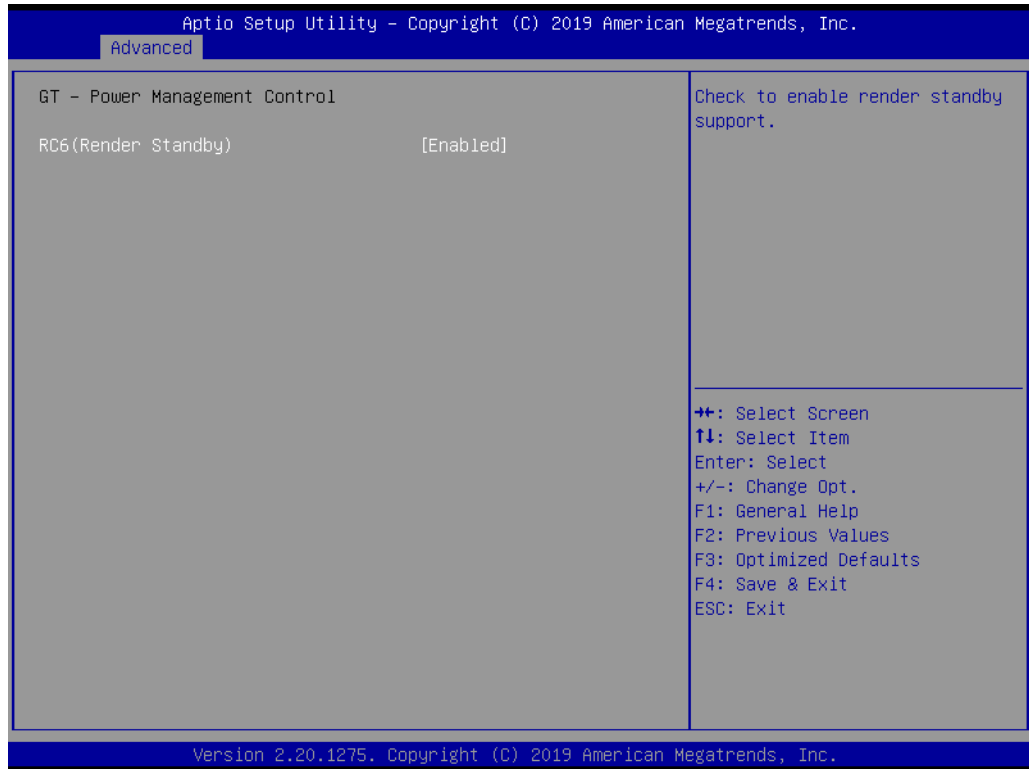 Aptio Setup Utility – Copyright (C) 2019 American Megatrends, Inc.
Advanced
GT – Power Management Control
RC6(Render Standby) [Enabled]
Check to enable render standby
support.
→←: Select Screen
↑↓: Select Item
Enter: Select
+/-: Change Opt.
F1: General Help
F2: Previous Values
F3: Optimized Defaults
F4: Save & Exit
ESC: Exit
Version 2.20.1275. Copyright (C) 2019 American Megatrends, Inc.